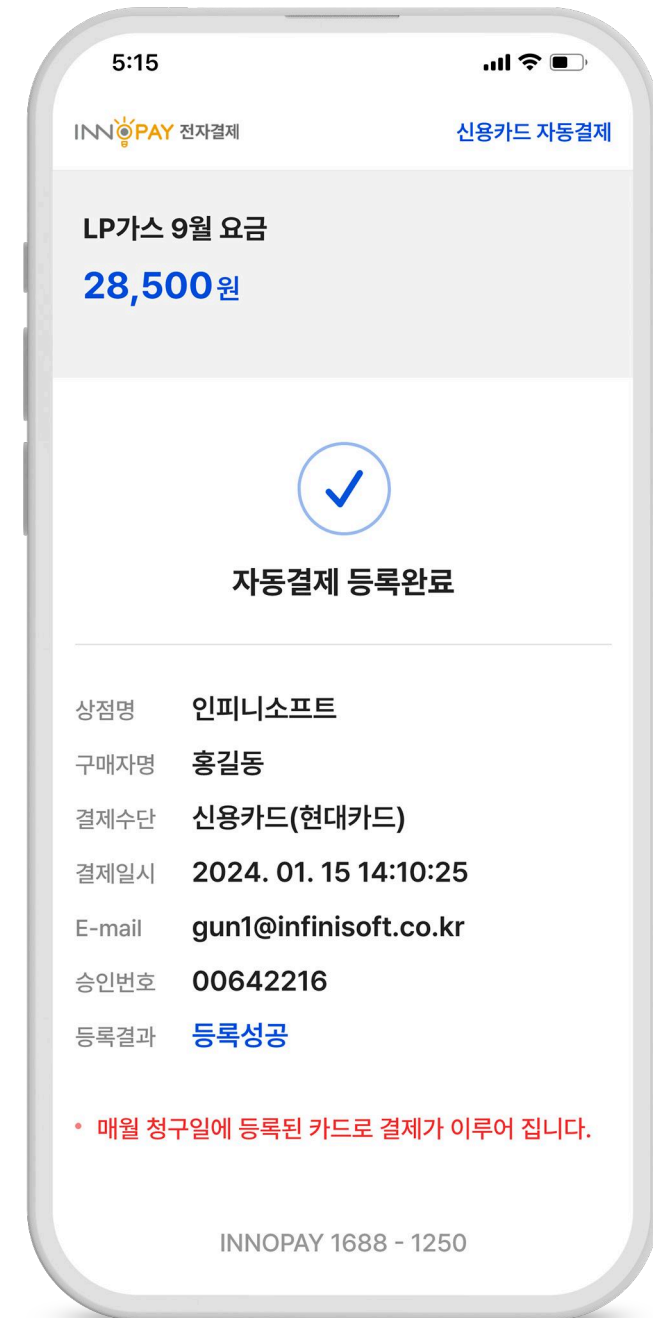 5:15
INNOPAY 전자결제 신용카드 자동결제
LP가스 9월 요금
28,500원
자동결제 등록완료
상점명 인피니소프트
구매자명 홍길동
결제수단 신용카드(현대카드)
결제일시 2024. 01. 15 14:10:25
E-mail gun1@infinisoft.co.kr
승인번호 00642216
등록결과 등록성공
• 매월 청구일에 등록된 카드로 결제가 이루어 집니다.
INNOPAY 1688 - 1250